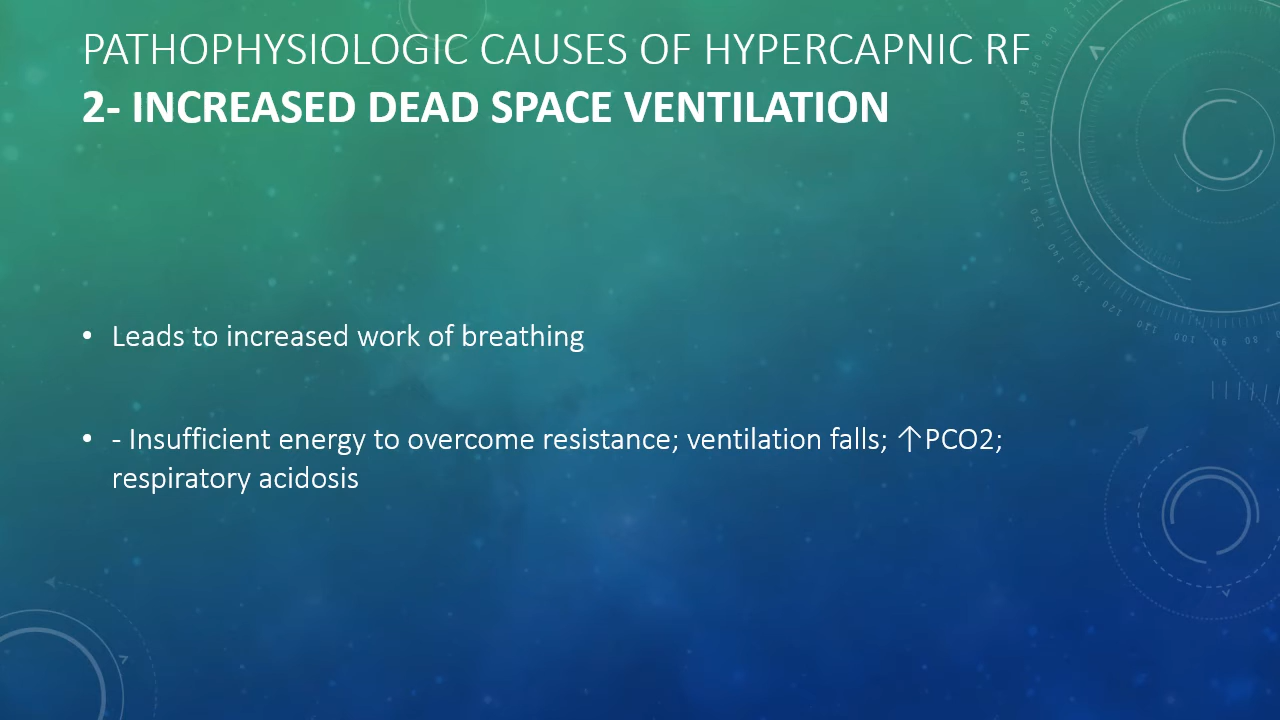 PATHOPHYSIOLOGIC CAUSES OF HYPERCAPNIC RF
2- INCREASED DEAD SPACE VENTILATION
• Leads to increased work of breathing
• - Insufficient energy to overcome resistance; ventilation falls; ↑PCO2;
respiratory acidosis